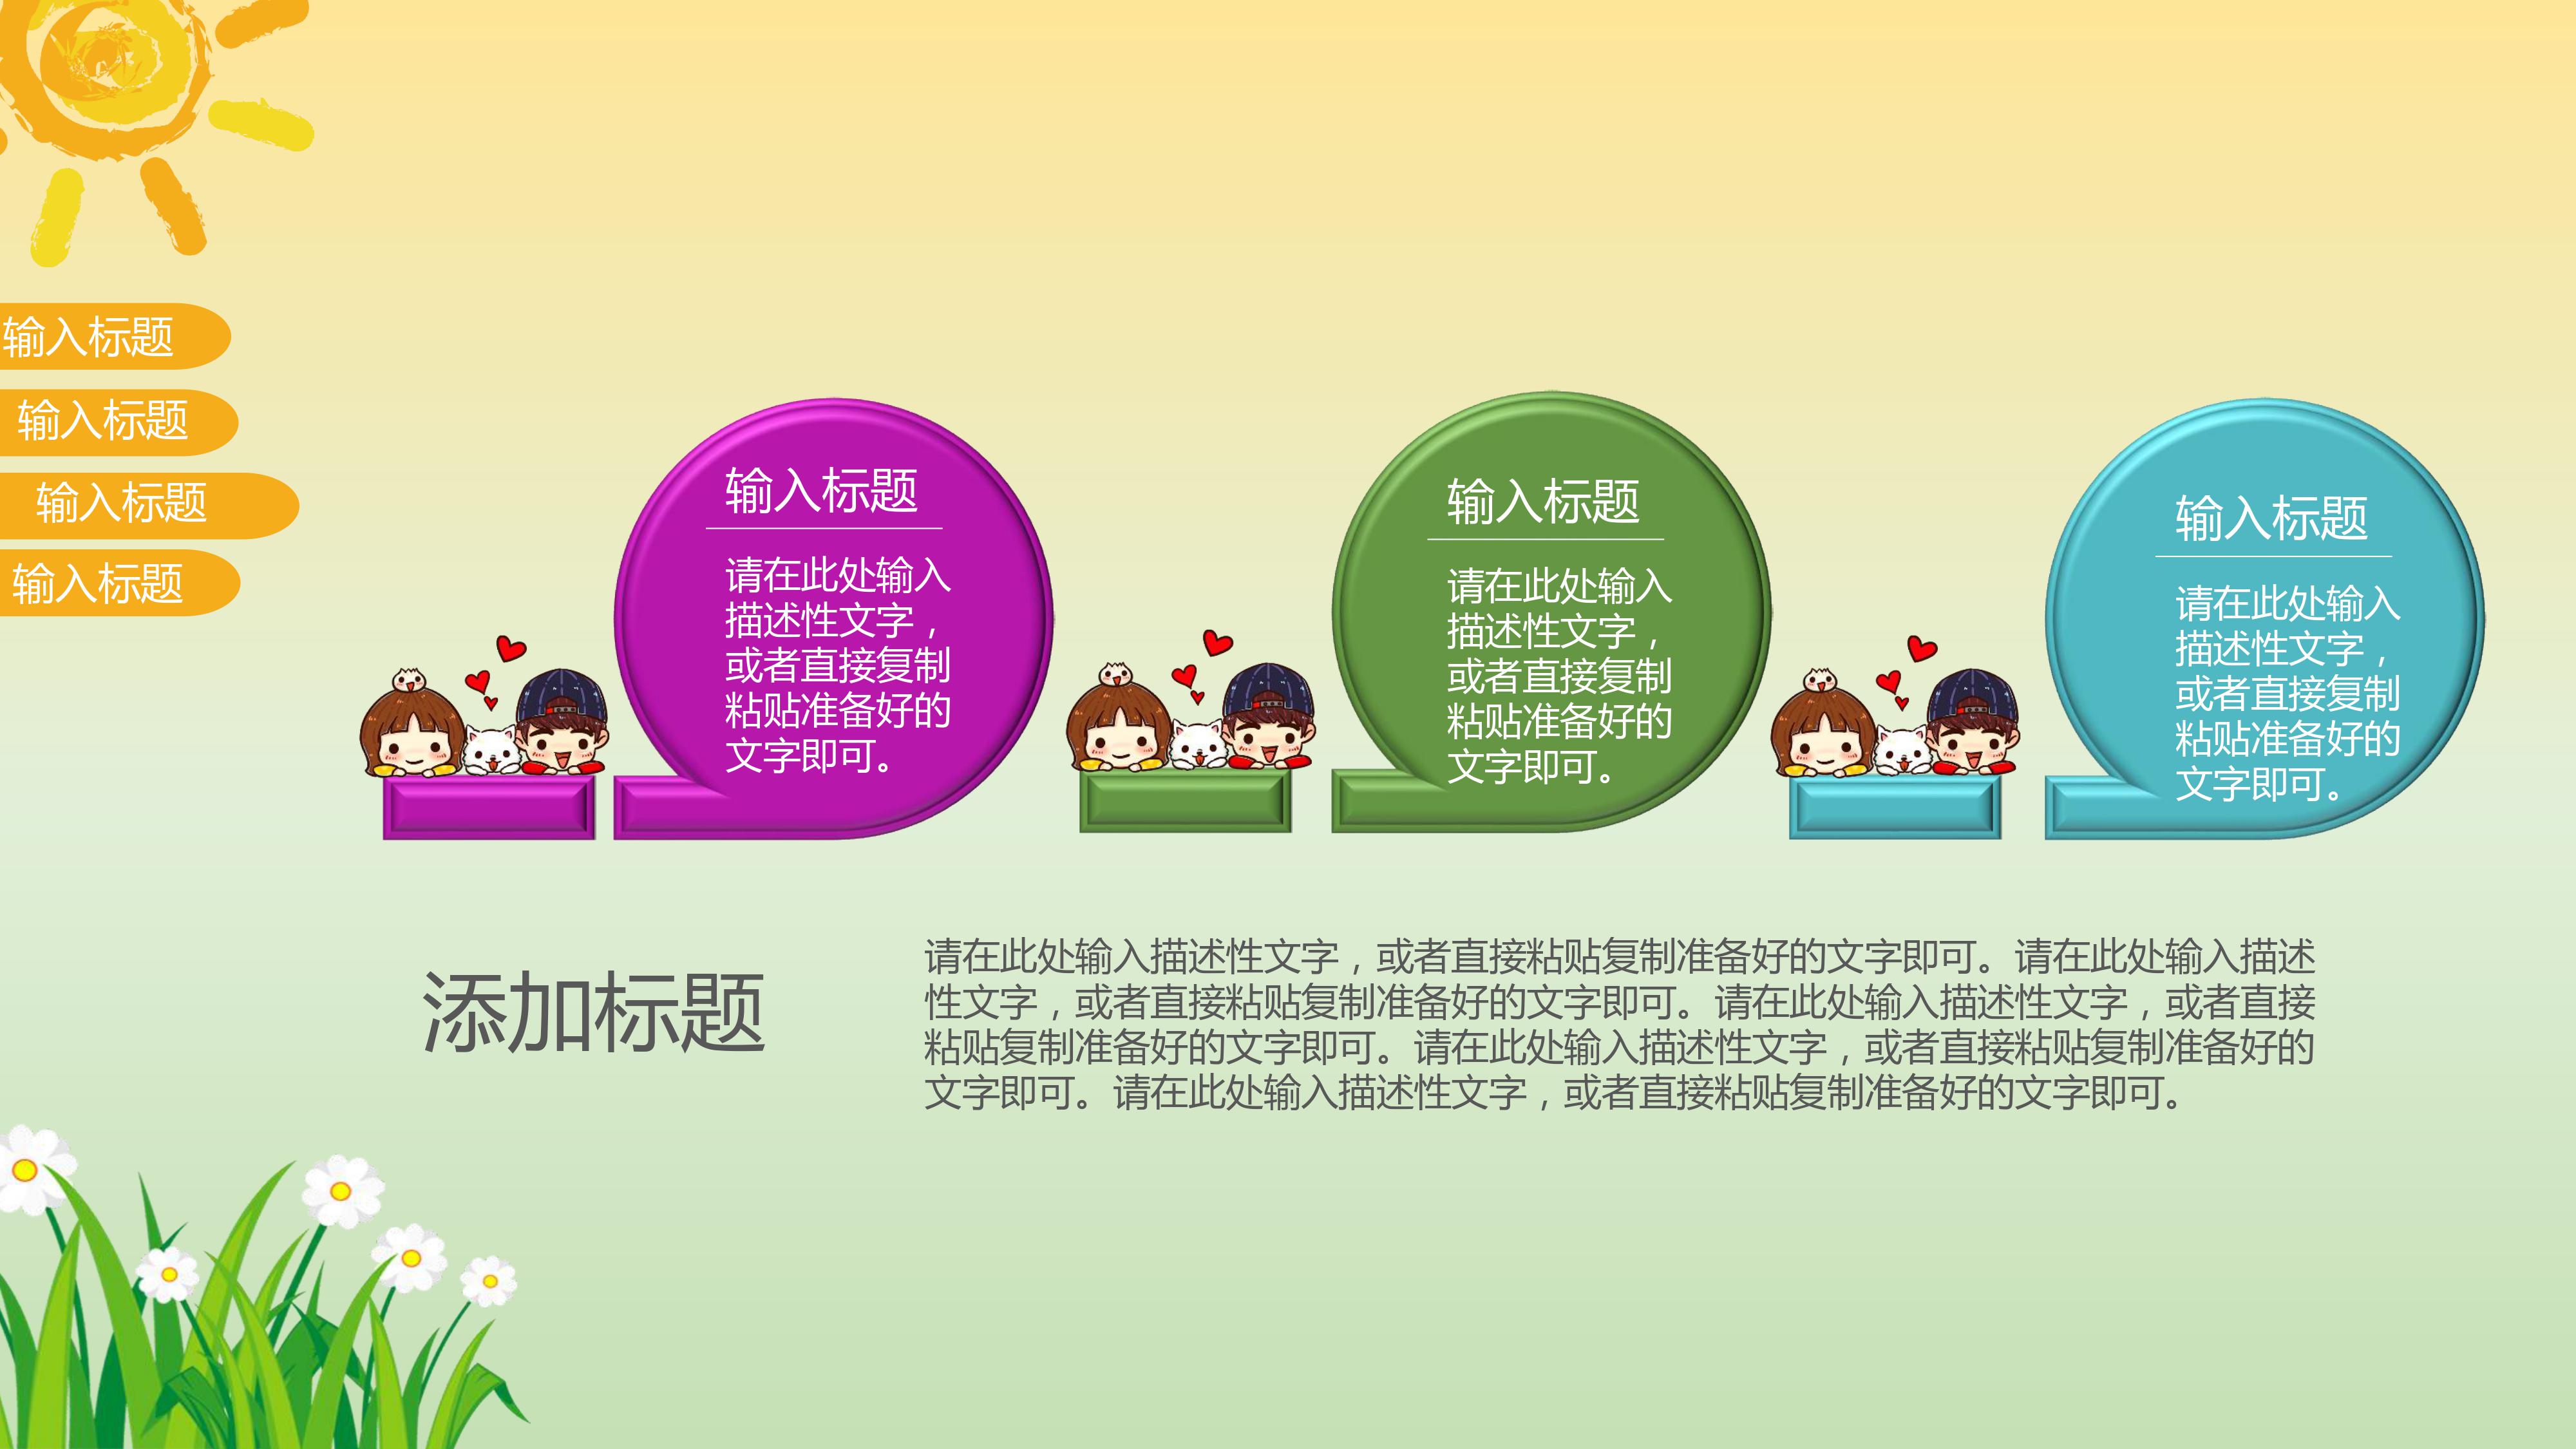 输入标题
输入标题
输入标题
输入标题
输入标题
请在此处输入
描述性文字，
或者直接复制
粘贴准备好的
文字即可。
输入标题
请在此处输入
描述性文字，
或者直接复制
粘贴准备好的
文字即可。
输入标题
请在此处输入
描述性文字，
或者直接复制
粘贴准备好的
文字即可。
添加标题
请在此处输入描述性文字，或者直接粘贴复制准备好的文字即可。请在此处输入描述
性文字，或者直接粘贴复制准备好的文字即可。请在此处输入描述性文字，或者直接
粘贴复制准备好的文字即可。请在此处输入描述性文字，或者直接粘贴复制准备好的
文字即可。请在此处输入描述性文字，或者直接粘贴复制准备好的文字即可。